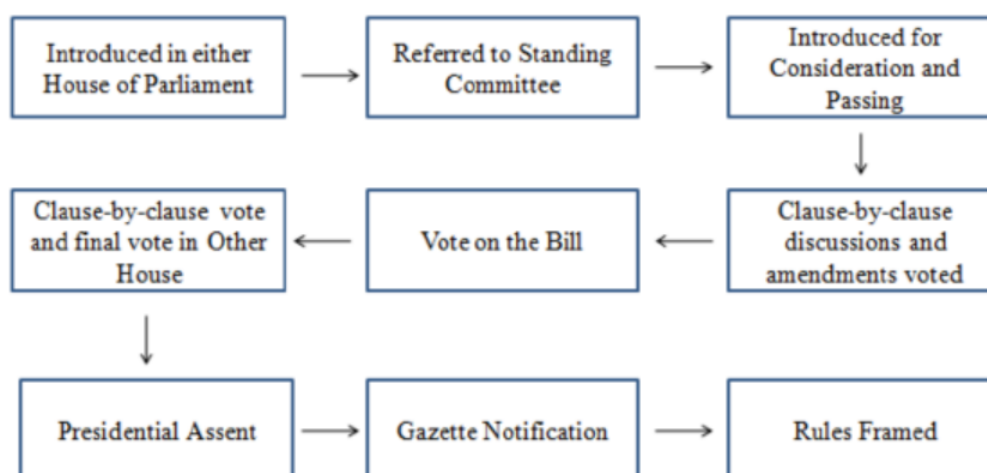 Introduced in either
House of Parliament
Referred to Standing
Committee
Introduced for
Consideration and
Passing
Clause-by-clause
discussions and
amendments voted
Vote on the Bill
Clause-by-clause vote
and final vote in Other
House
Presidential Assent
Gazette Notification
Rules Framed